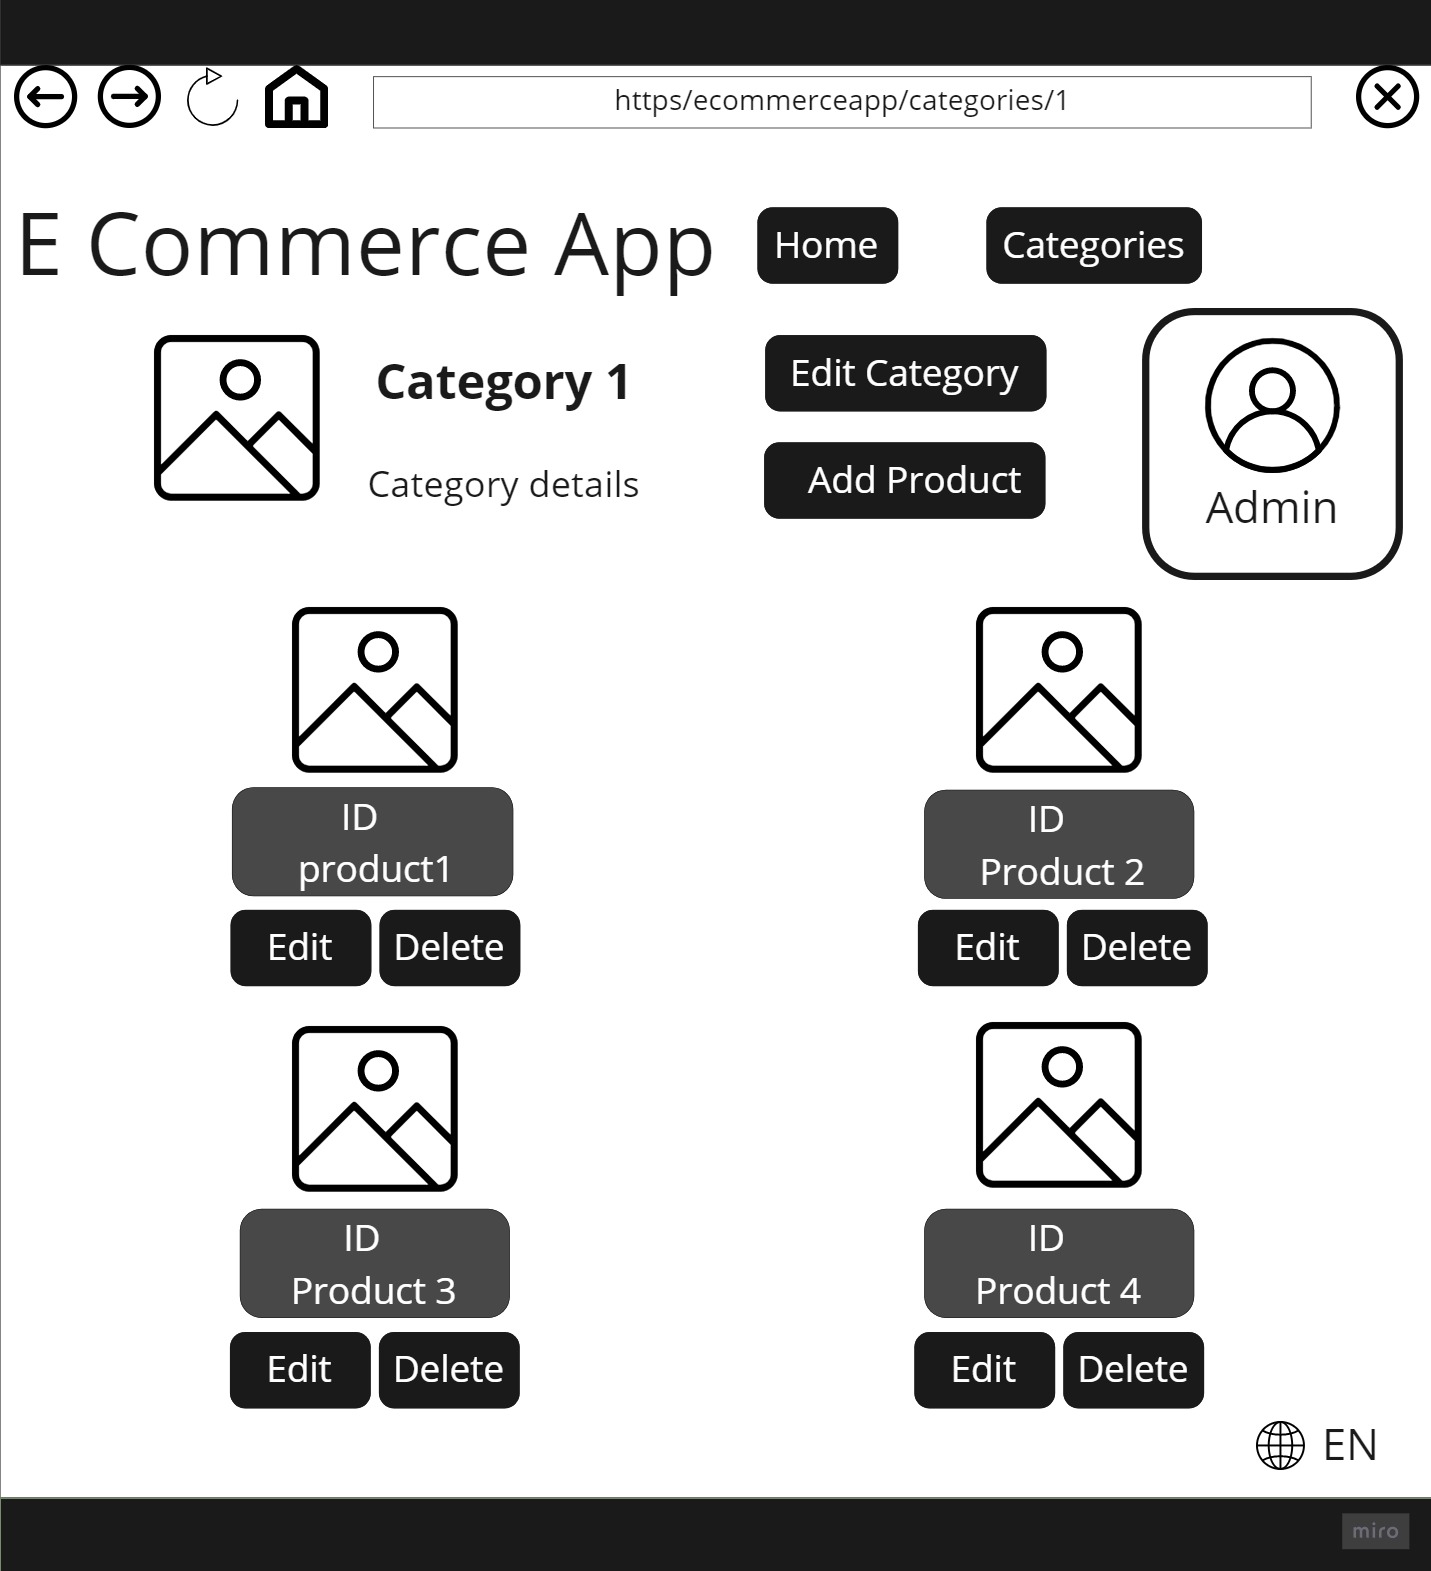 https/ecommerceapp/categories/1
E Commerce App
Home
Categories
Category 1
Category details
Edit Category
Add Product
Admin
ID
product1
Edit
Delete
ID
Product 2
Edit
Delete
ID
Product 3
Edit
Delete
ID
Product 4
Edit
Delete
EN
miro